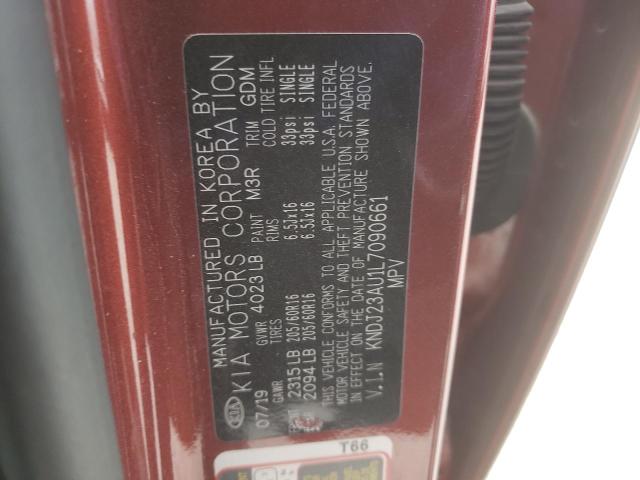 MANUFACTURED IN KOREA BY
KIA KIA MOTORS CORPORATION
07/19 GVWR 4023 LB PAINT M3R TRIM GDM
GAWR TIRES RIMS COLD TIRE INFL
2315 LB 205/60R16 6.5Jx16 33psi SINGLE
2094 LB 205/60R16 6.5Jx16 33psi SINGLE
THIS VEHICLE CONFORMS TO ALL APPLICABLE U.S.A. FEDERAL
MOTOR VEHICLE SAFETY AND THEFT PREVENTION STANDARDS
IN EFFECT ON THE DATE OF MANUFACTURE SHOWN ABOVE.
V.I.N KNDJ23AU1L7090661
MPV
T66